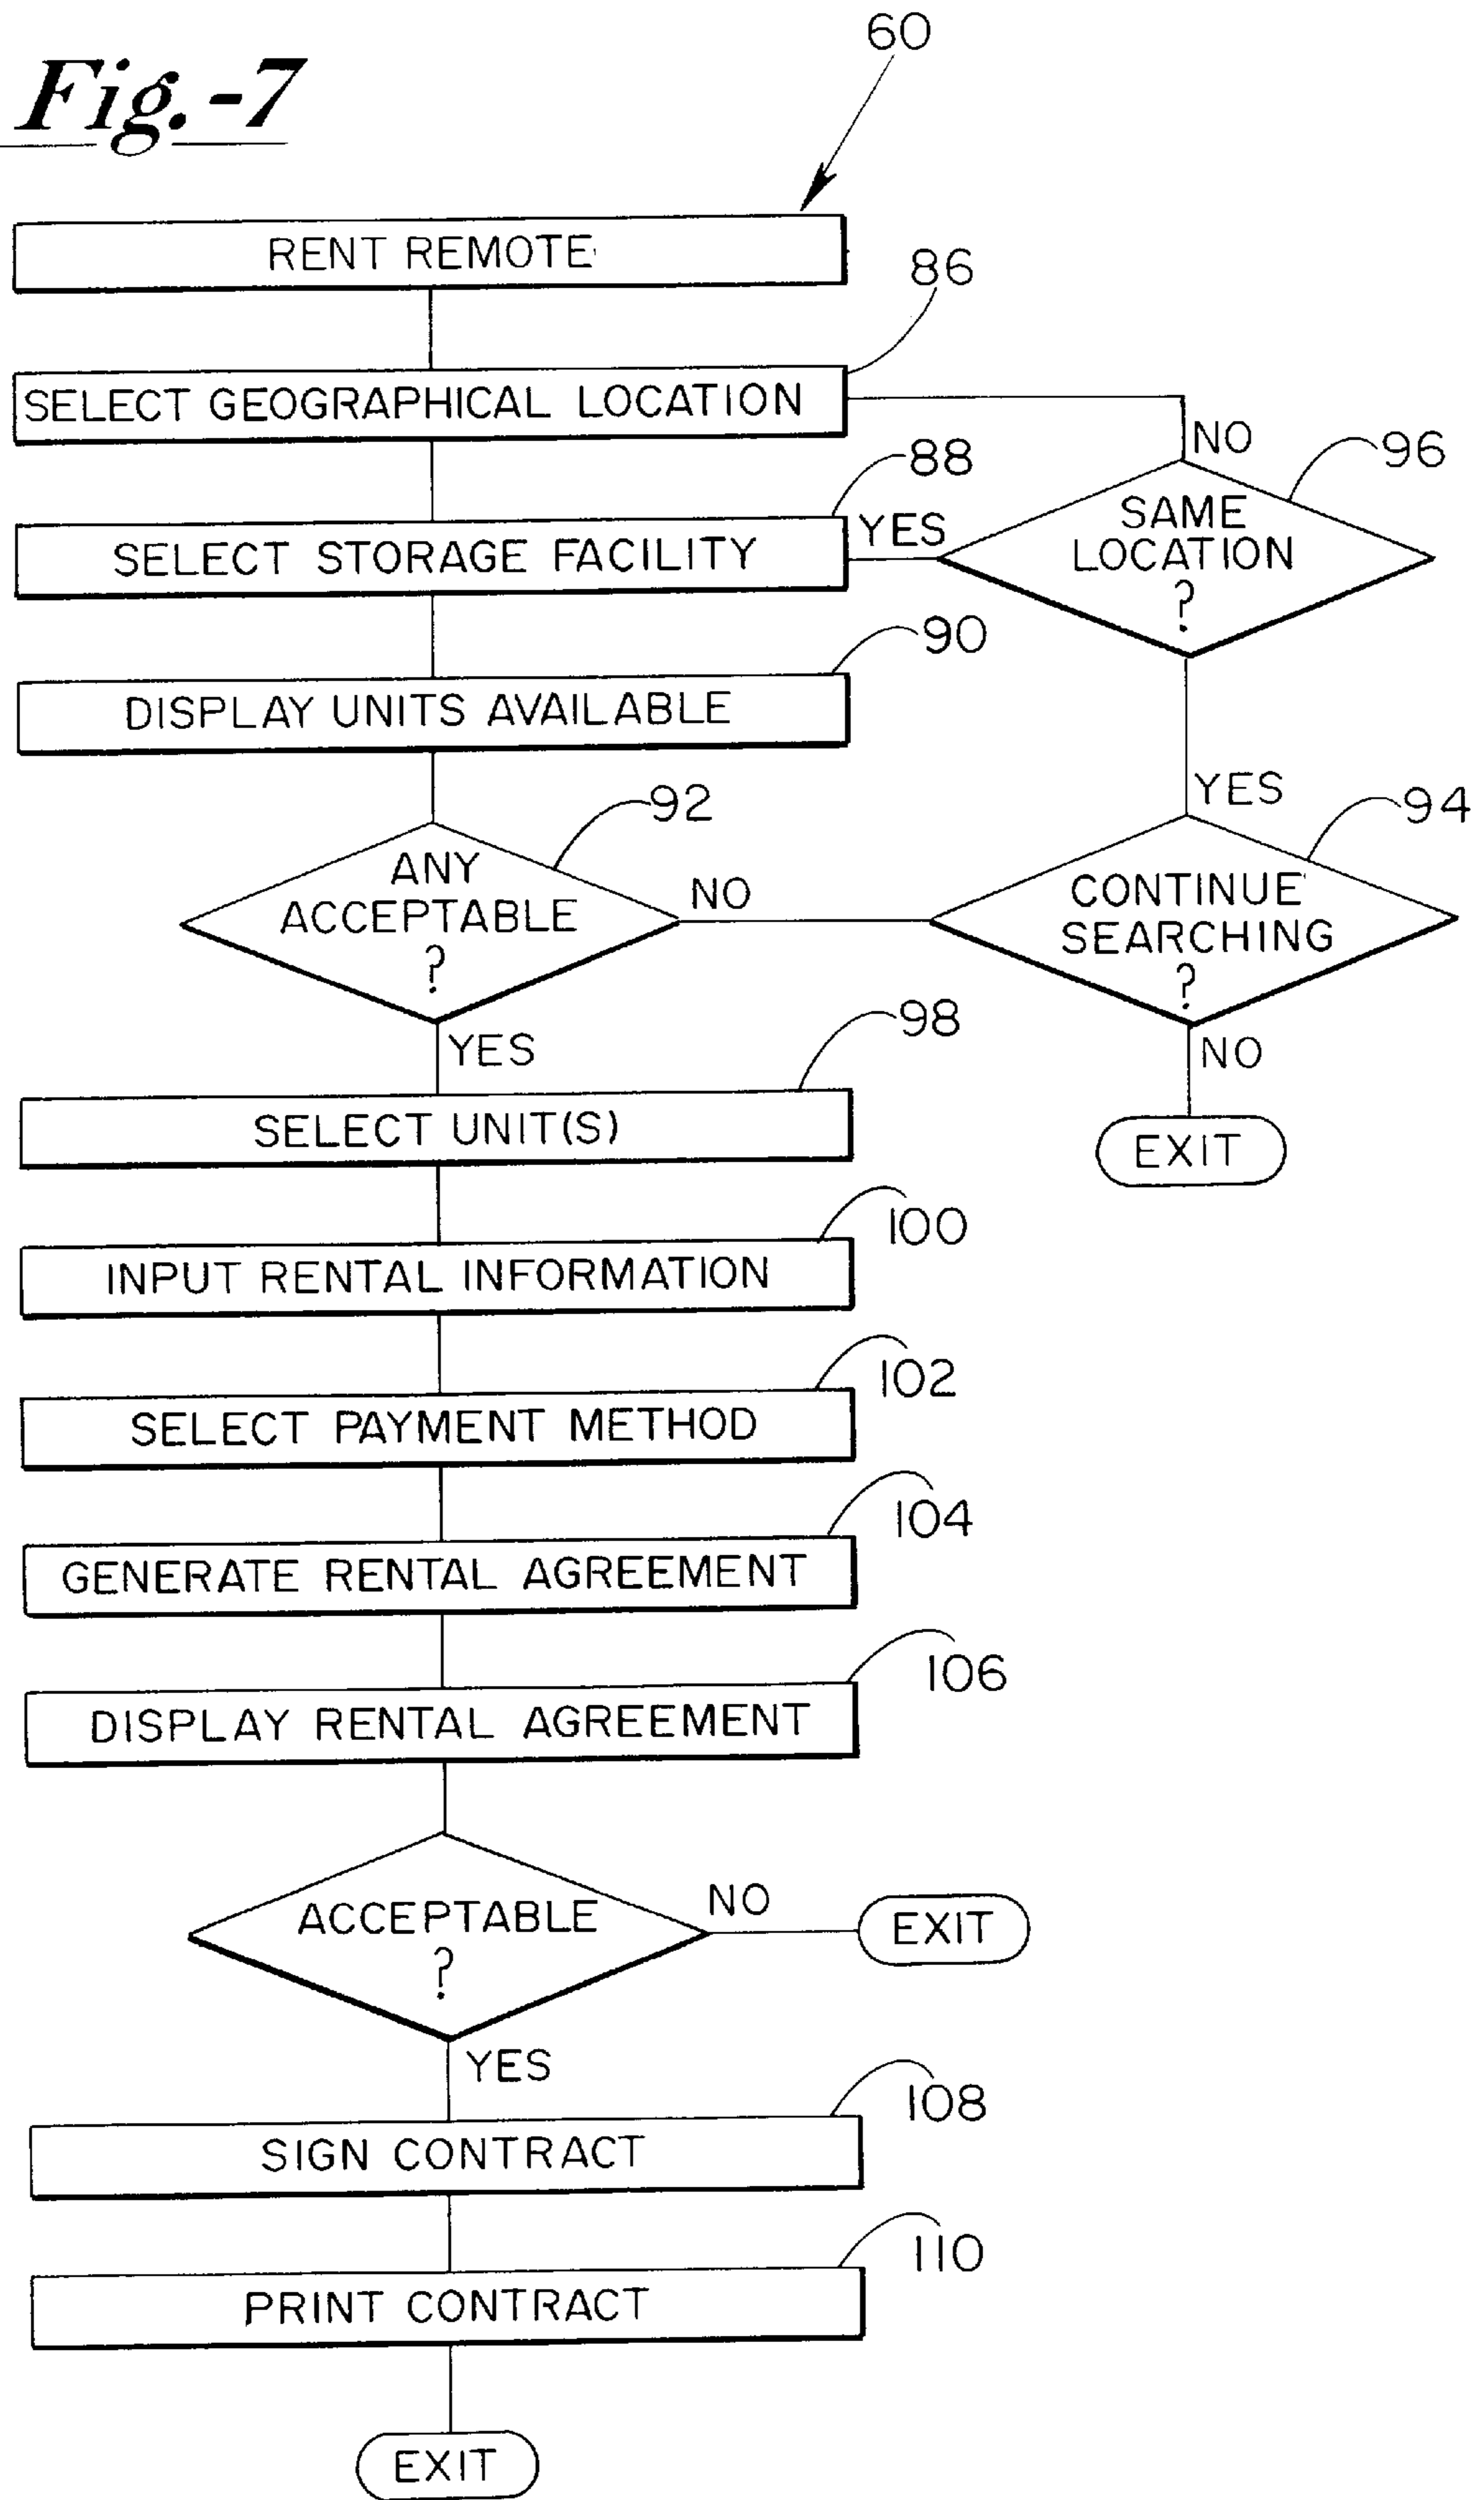 Fig.-7
60
RENT REMOTE
86
SELECT GEOGRAPHICAL LOCATION
NO
96
88
YES
SAME
LOCATION
?
SELECT STORAGE FACILITY
90
DISPLAY UNITS AVAILABLE
YES
92
94
ANY
ACCEPTABLE
?
NO
CONTINUE
SEARCHING
?
YES
98
NO
SELECT UNIT(S)
EXIT
100
INPUT RENTAL INFORMATION
102
SELECT PAYMENT METHOD
104
GENERATE RENTAL AGREEMENT
106
DISPLAY RENTAL AGREEMENT
ACCEPTABLE
?
NO
EXIT
YES
108
SIGN CONTRACT
110
PRINT CONTRACT
EXIT